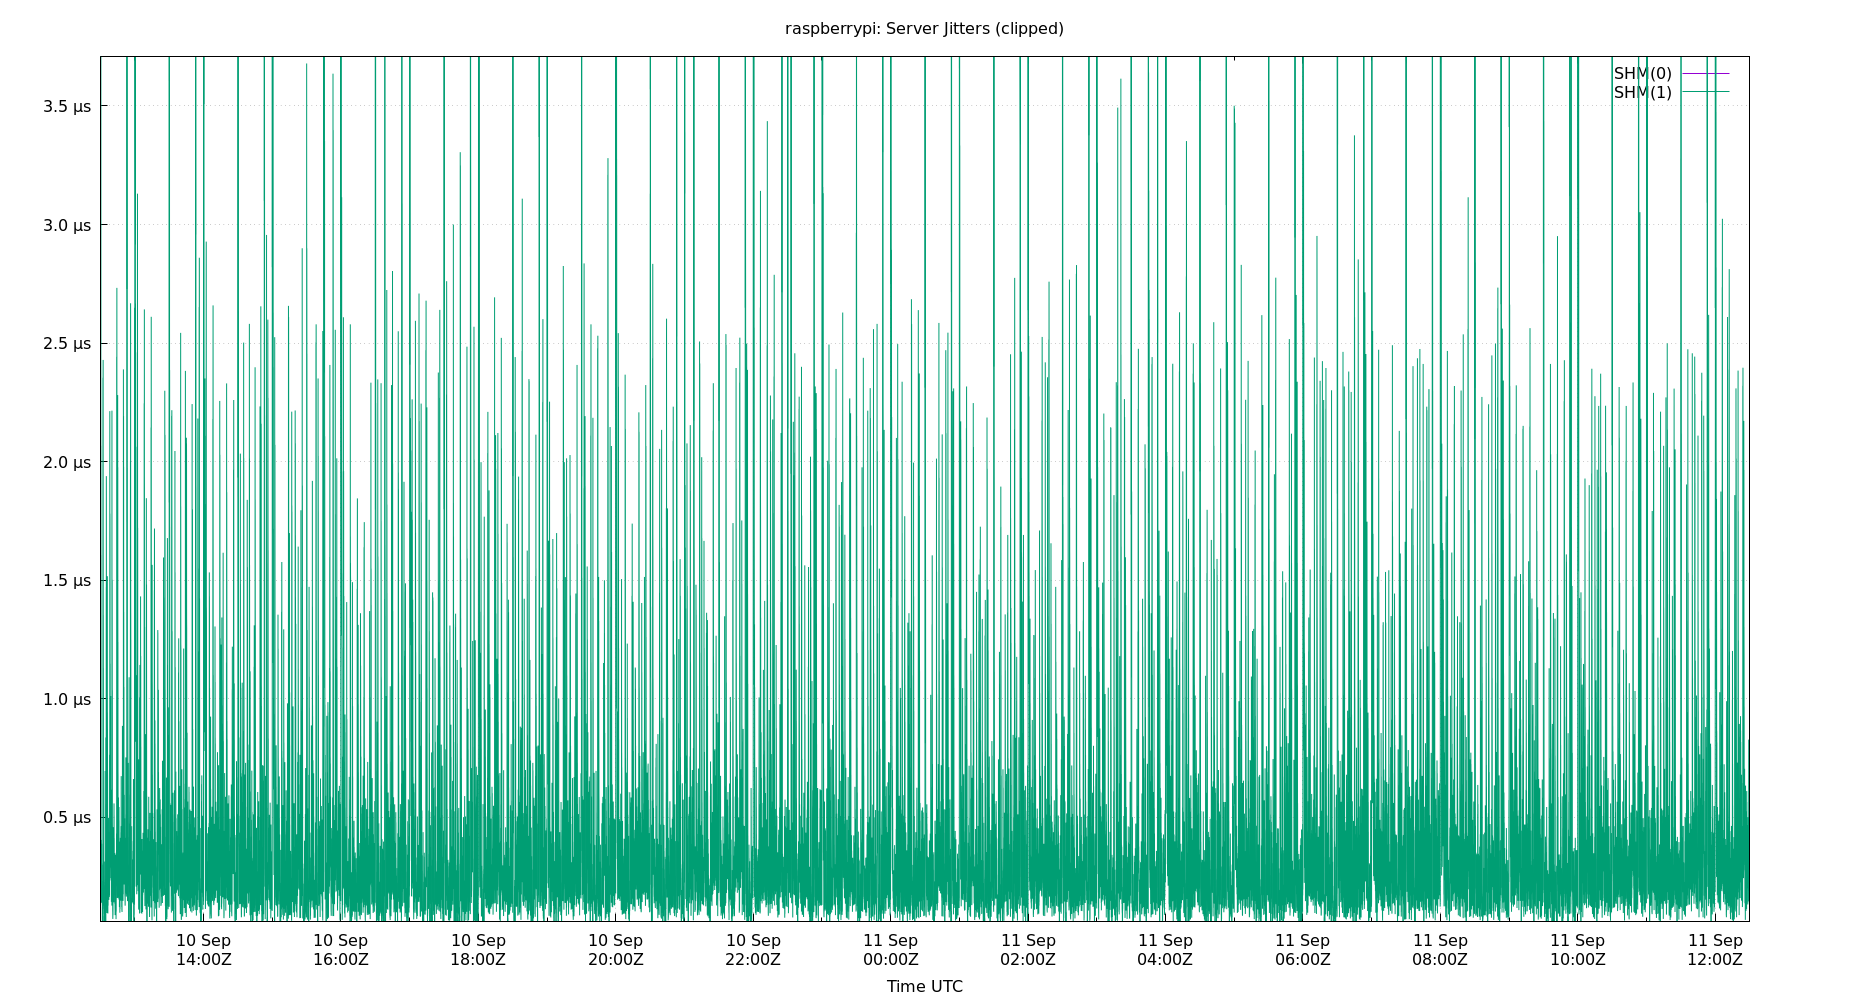 raspberrypi: Server Jitters (clipped)
SHM(0)
SHM(1)
3.5 µs
3.0 µs
2.5 µs
2.0 µs
1.5 µs
1.0 µs
0.5 µs
10 Sep 10 Sep 10 Sep 10 Sep 10 Sep 11 Sep 11 Sep 11 Sep 11 Sep 11 Sep 11 Sep 11 Sep
14:00Z 16:00Z 18:00Z 20:00Z 22:00Z 00:00Z 02:00Z 04:00Z 06:00Z 08:00Z 10:00Z 12:00Z
Time UTC